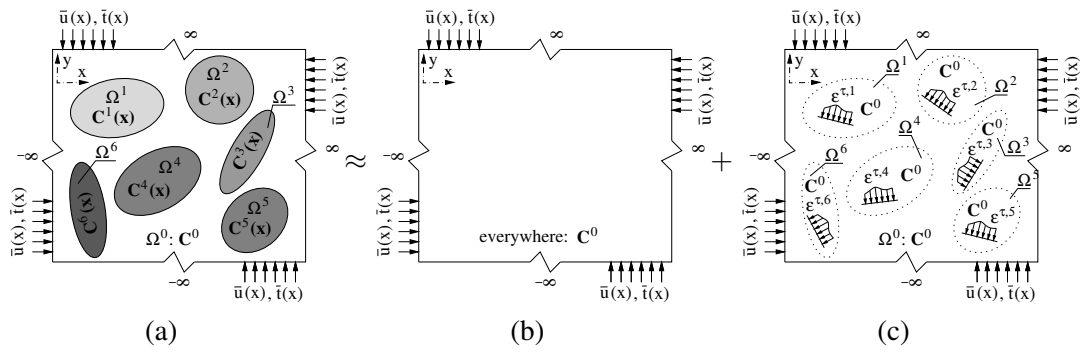 ū(x), t̄(x)
∞
y
x
Ω¹
C¹(x)
Ω²
C²(x)
Ω³
C³(x)
ū(x), t̄(x)
−∞
Ω⁶
C⁶(x)
Ω⁴
C⁴(x)
Ω⁵
C⁵(x)
∞
ū(x), t̄(x)
Ω⁰: C⁰
−∞
ū(x), t̄(x)
(a)
≈
ū(x), t̄(x)
∞
y
x
ū(x), t̄(x)
−∞
∞
ū(x), t̄(x)
everywhere: C⁰
−∞
ū(x), t̄(x)
(b)
+
ū(x), t̄(x)
∞
y
x
Ω¹
ε^τ,1
C⁰
C⁰
ε^τ,2
Ω²
ū(x), t̄(x)
−∞
Ω⁶
C⁰
ε^τ,6
Ω⁴
ε^τ,4
C⁰
C⁰
ε^τ,3
Ω³
∞
C⁰
ε^τ,5
Ω⁵
ū(x), t̄(x)
Ω⁰: C⁰
−∞
ū(x), t̄(x)
(c)